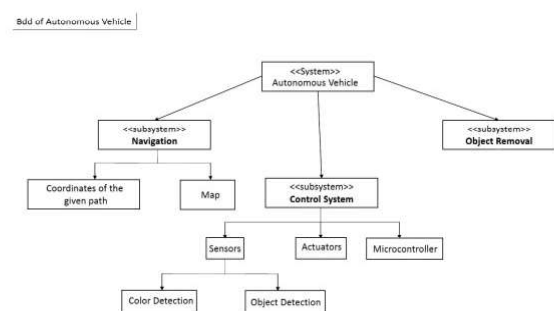 Bdd of Autonomous Vehicle
<<System>>
Autonomous Vehicle
<<subsystem>>
Navigation
<<subsystem>>
Object Removal
Coordinates of the
given path
Map
<<subsystem>>
Control System
Sensors
Actuators
Microcontroller
Color Detection
Object Detection